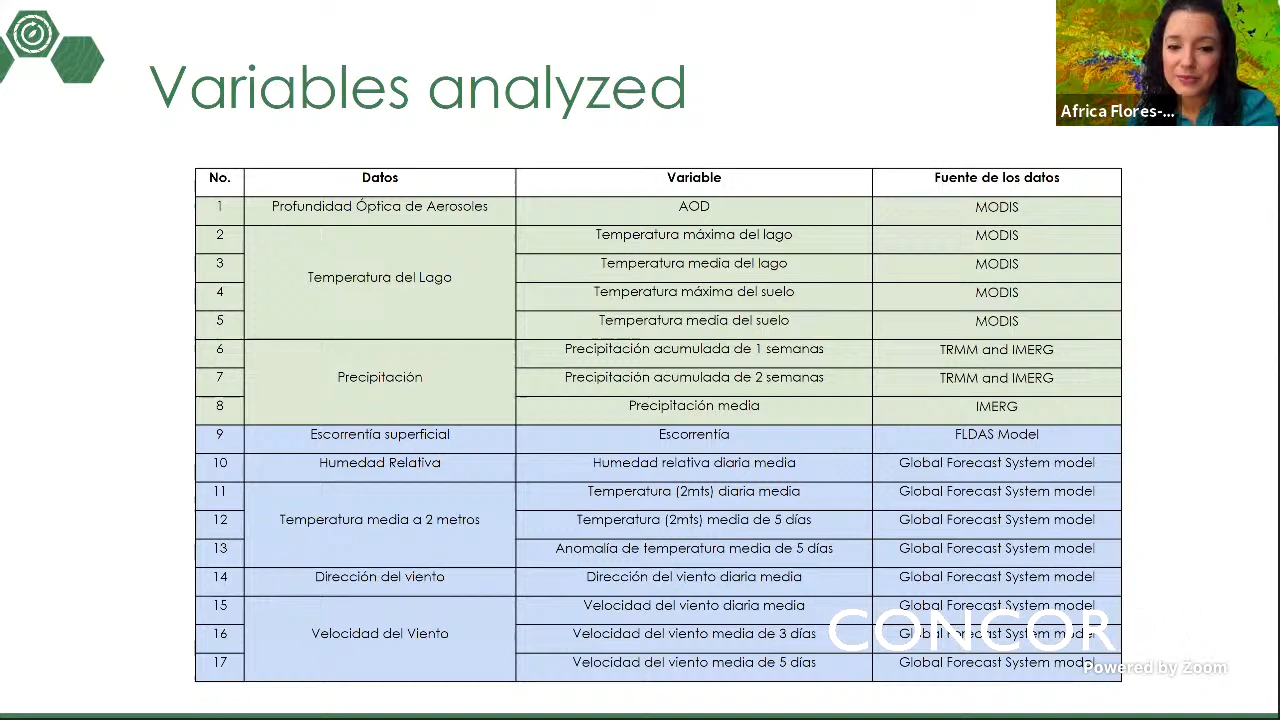 Variables analyzed
Africa Flores-...
No. Datos Variable Fuente de los datos
1 Profundidad Óptica de Aerosoles AOD MODIS
2 Temperatura máxima del lago MODIS
3 Temperatura media del lago MODIS
Temperatura del Lago
4 Temperatura máxima del suelo MODIS
5 Temperatura media del suelo MODIS
6 Precipitación acumulada de 1 semanas TRMM and IMERG
7 Precipitación Precipitación acumulada de 2 semanas TRMM and IMERG
8 Precipitación media IMERG
9 Escorrentía superficial Escorrentía FLDAS Model
10 Humedad Relativa Humedad relativa diaria media Global Forecast System model
11 Temperatura (2mts) diaria media Global Forecast System model
12 Temperatura media a 2 metros Temperatura (2mts) media de 5 días Global Forecast System model
13 Anomalía de temperatura media de 5 días Global Forecast System model
14 Dirección del viento Dirección del viento diaria media Global Forecast System model
15 Velocidad del viento diaria media Global Forecast System model
16 Velocidad del Viento Velocidad del viento media de 3 días Global Forecast System model
17 Velocidad del viento media de 5 días Global Forecast System model
Powered by Zoom